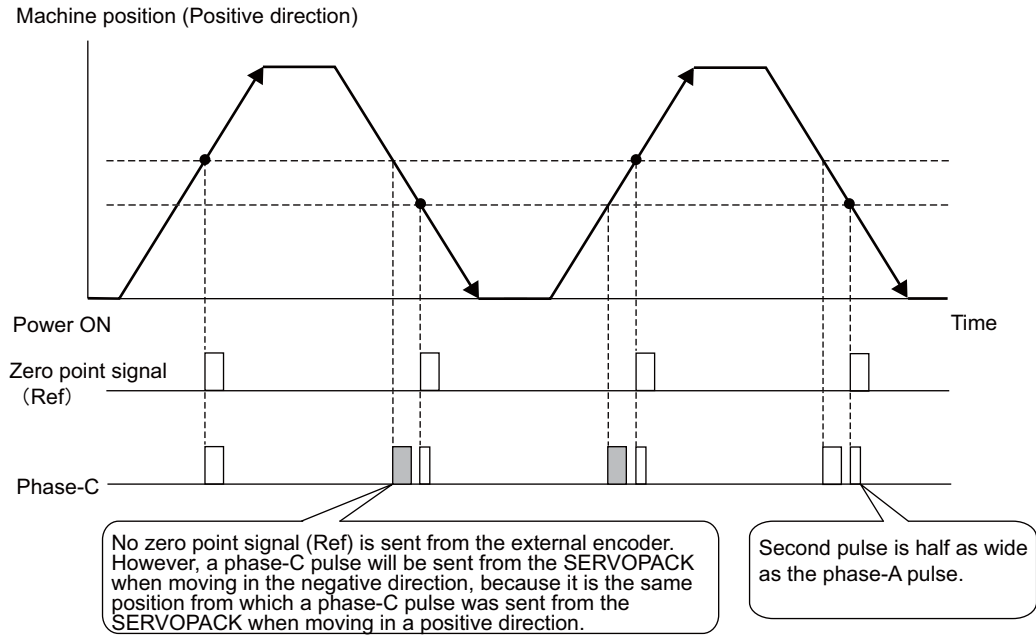 Machine position (Positive direction)
Power ON
Time
Zero point signal
（Ref）
Phase-C
No zero point signal (Ref) is sent from the external encoder.
However, a phase-C pulse will be sent from the SERVOPACK
when moving in the negative direction, because it is the same
position from which a phase-C pulse was sent from the
SERVOPACK when moving in a positive direction.
Second pulse is half as wide
as the phase-A pulse.